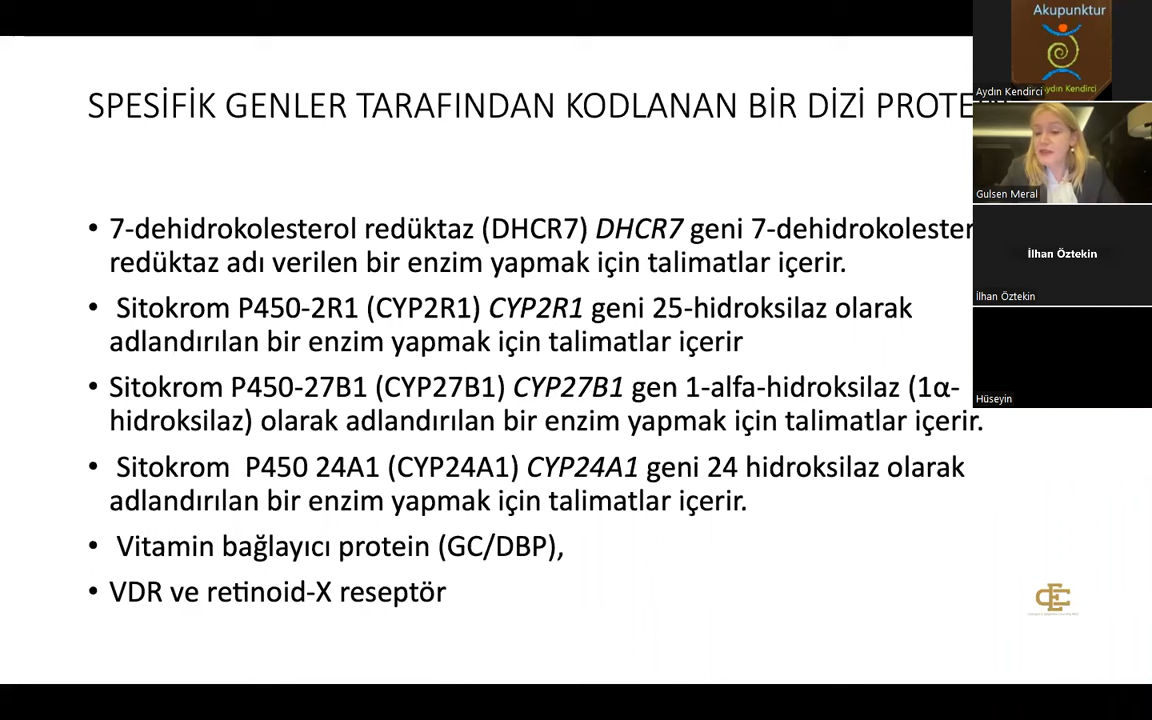 SPESİFİK GENLER TARAFINDAN KODLANAN BİR DİZİ
• 7-dehidrokolesterol redüktaz (DHCR7) DHCR7 geni 7-dehidrokolester
redüktaz adı verilen bir enzim yapmak için talimatlar içerir.
• Sitokrom P450-2R1 (CYP2R1) CYP2R1 geni 25-hidroksilaz olarak
adlandırılan bir enzim yapmak için talimatlar içerir
• Sitokrom P450-27B1 (CYP27B1) CYP27B1 gen 1-alfa-hidroksilaz (1α-
hidroksilaz) olarak adlandırılan bir enzim yapmak için talimatlar içerir.
• Sitokrom  P450 24A1 (CYP24A1) CYP24A1 geni 24 hidroksilaz olarak
adlandırılan bir enzim yapmak için talimatlar içerir.
• Vitamin bağlayıcı protein (GC/DBP),
• VDR ve retinoid-X reseptör
Akupunktur
Aydın Kendirci
Aydın Kendirci
Gulsen Meral
İlhan Öztekin
İlhan Öztekin
Hüseyin